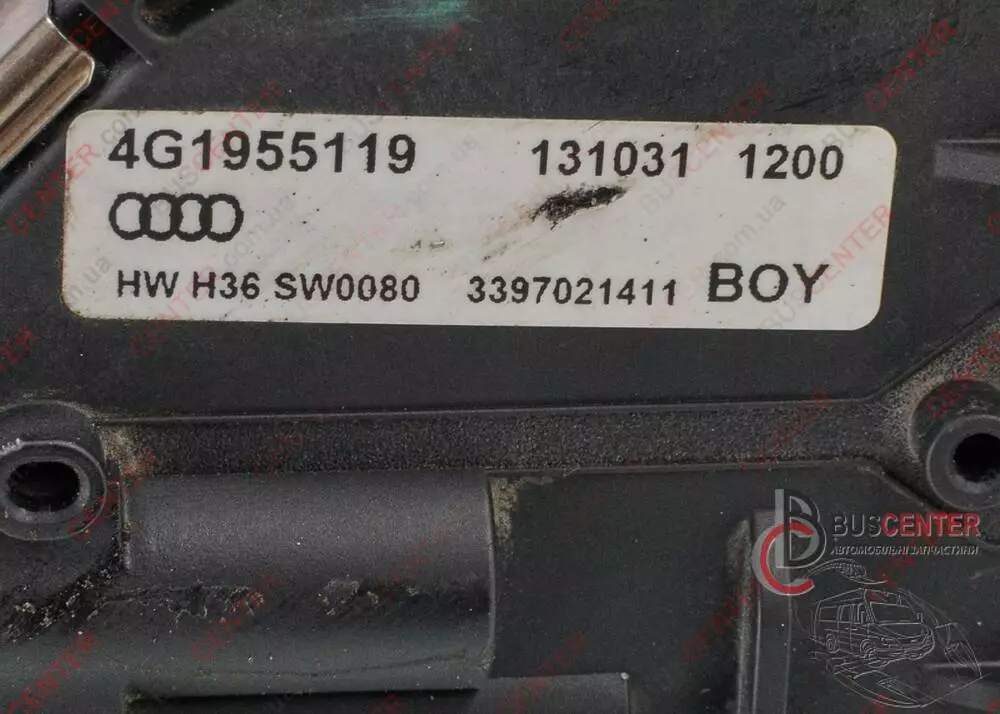 4G1955119 131031 1200
HW H36 SW0080 3397021411 BOY
BUSCENTER
АВТОМОБІЛЬНІ ЗАПЧАСТИНИ